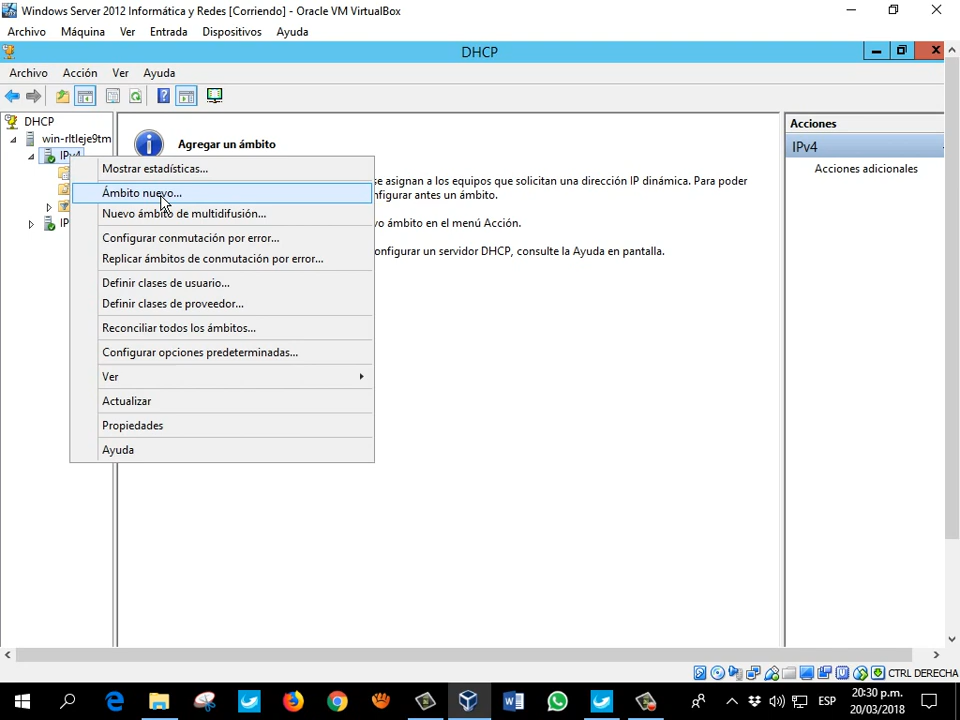 Windows Server 2012 Informática y Redes [Corriendo] - Oracle VM VirtualBox
Archivo Máquina Ver Entrada Dispositivos Ayuda
DHCP
Archivo Acción Ver Ayuda
DHCP
win-rltleje9tm
IPv4
Agregar un ámbito
se asignan a los equipos que solicitan una dirección IP dinámica. Para poder
nfigurar antes un ámbito.
vo ámbito en el menú Acción.
onfigurar un servidor DHCP, consulte la Ayuda en pantalla.
Mostrar estadísticas...
Ámbito nuevo...
Nuevo ámbito de multidifusión...
Configurar conmutación por error...
Replicar ámbitos de conmutación por error...
Definir clases de usuario...
Definir clases de proveedor...
Reconciliar todos los ámbitos...
Configurar opciones predeterminadas...
Ver
Actualizar
Propiedades
Ayuda
IP
Acciones
IPv4
Acciones adicionales
CTRL DERECHA
ESP
20:30 p.m.
20/03/2018